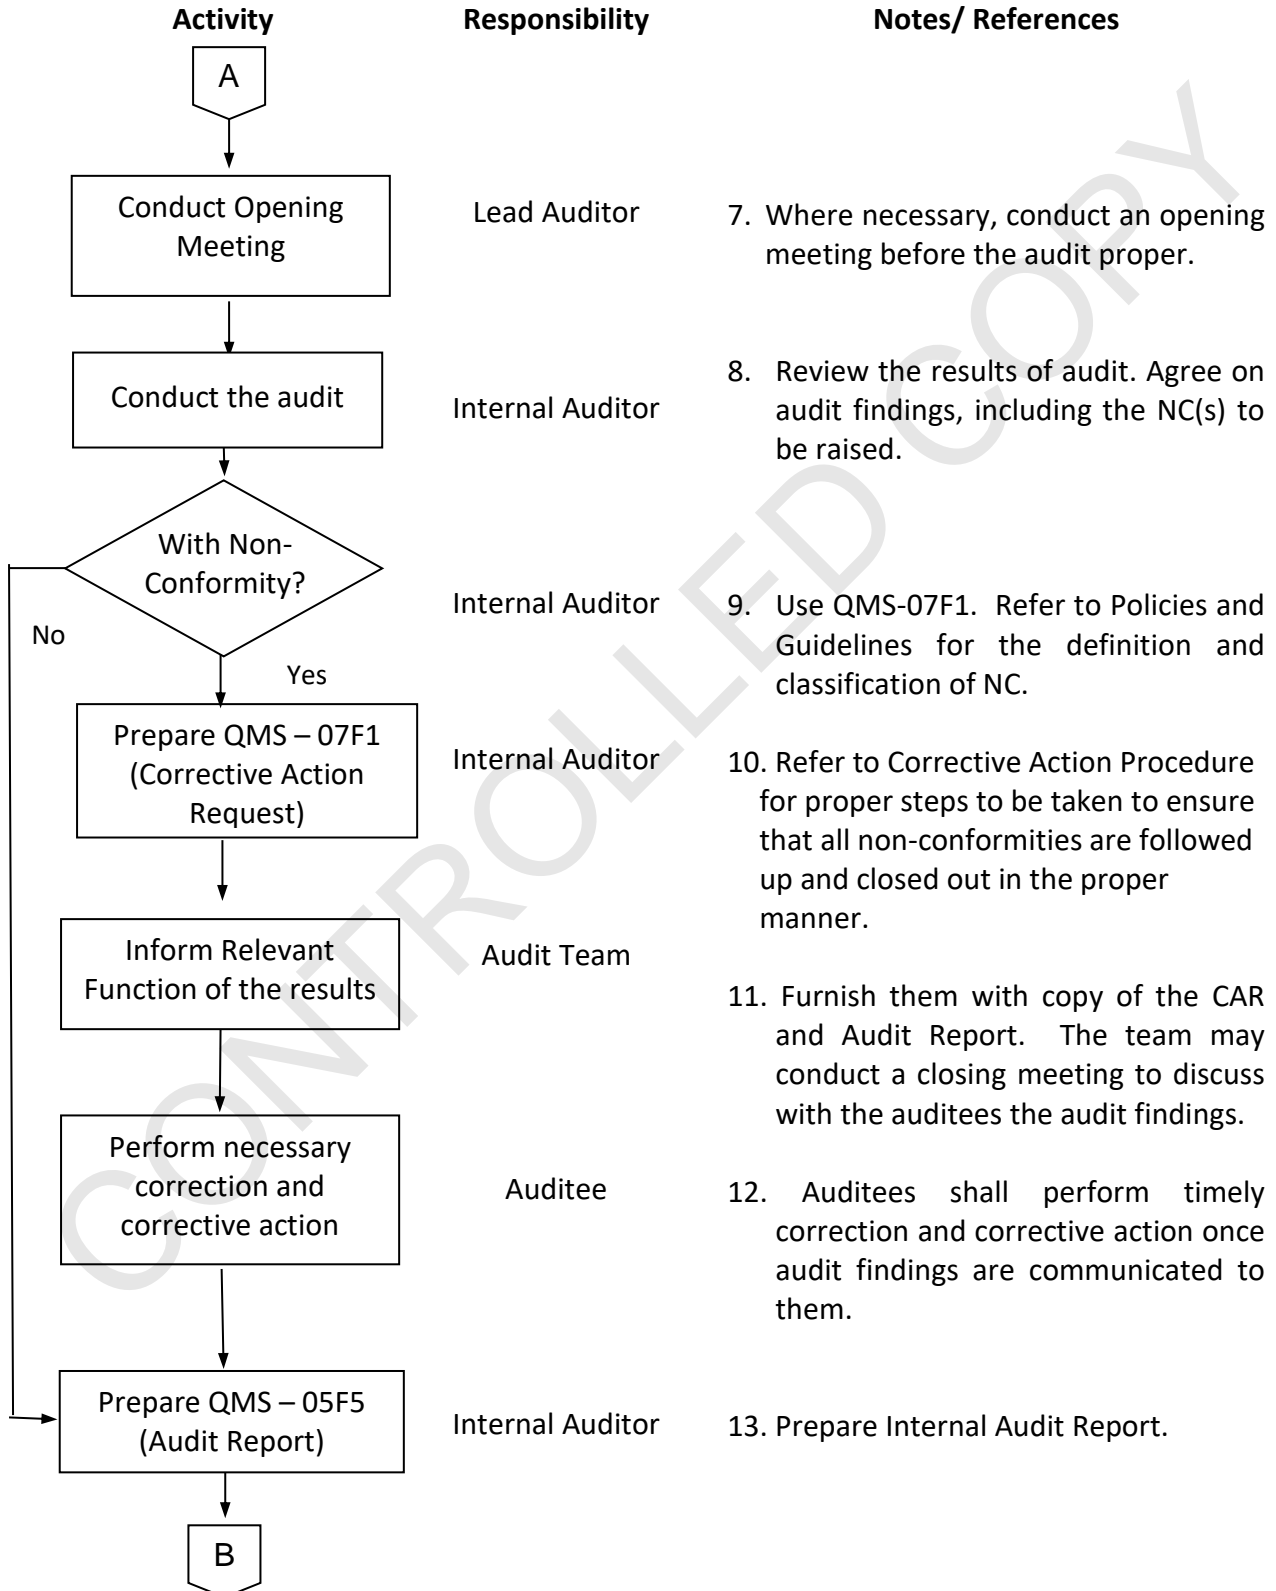 Activity Responsibility Notes/ References
A
Conduct Opening
Meeting
Lead Auditor
7. Where necessary, conduct an opening
meeting before the audit proper.
Conduct the audit
Internal Auditor
8. Review the results of audit. Agree on
audit findings, including the NC(s) to
be raised.
With Non-
Conformity?
No
Yes
Internal Auditor
9. Use QMS-07F1. Refer to Policies and
Guidelines for the definition and
classification of NC.
Prepare QMS – 07F1
(Corrective Action
Request)
Internal Auditor
10. Refer to Corrective Action Procedure
for proper steps to be taken to ensure
that all non-conformities are followed
up and closed out in the proper
manner.
Inform Relevant
Function of the results
Audit Team
11. Furnish them with copy of the CAR
and Audit Report. The team may
conduct a closing meeting to discuss
with the auditees the audit findings.
Perform necessary
correction and
corrective action
Auditee
12. Auditees shall perform timely
correction and corrective action once
audit findings are communicated to
them.
Prepare QMS – 05F5
(Audit Report)
Internal Auditor
13. Prepare Internal Audit Report.
B
CONTROLLED COPY